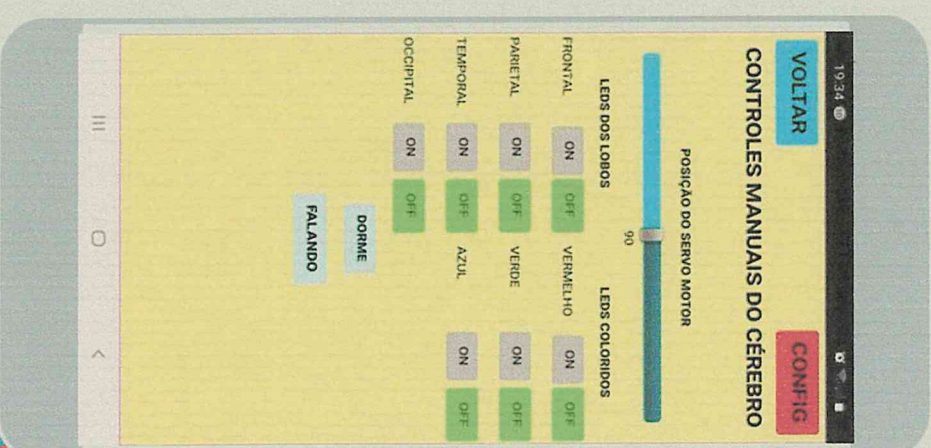 19:34
VOLTAR CONFIG
CONTROLES MANUAIS DO CÉREBRO
POSIÇÃO DO SERVO MOTOR
90
LEDS DOS LOBOS LEDS COLORIDOS
FRONTAL ON OFF VERMELHO ON OFF
PARIETAL ON OFF VERDE ON OFF
TEMPORAL ON OFF AZUL ON OFF
OCCIPITAL ON OFF
DORME
FALANDO